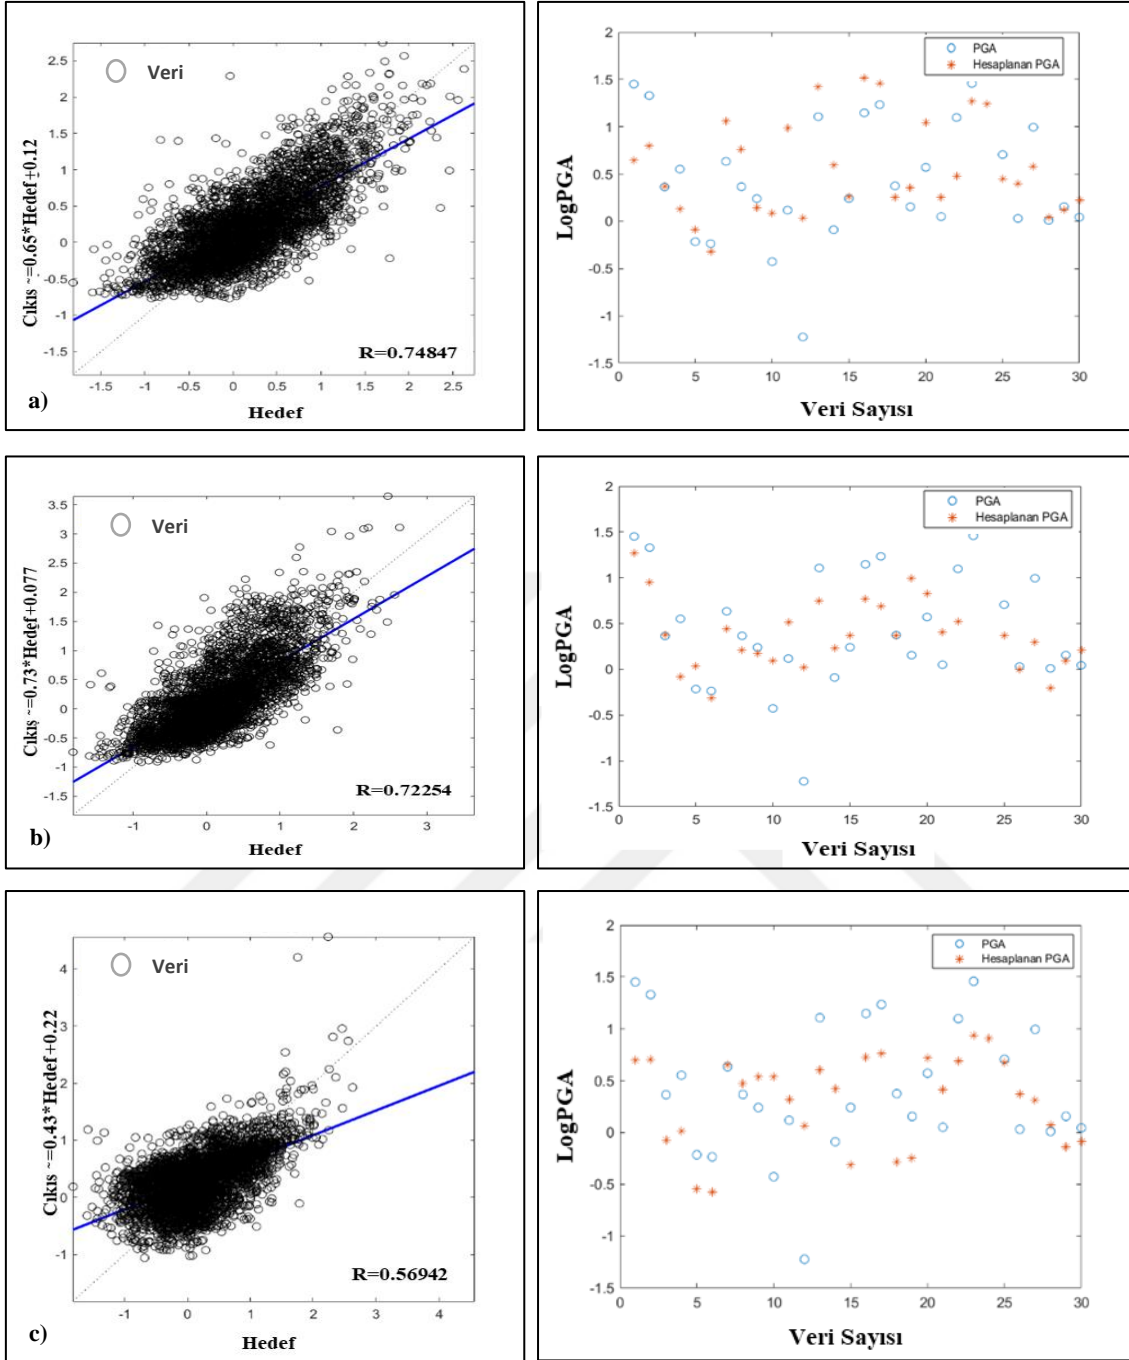 2.5
2
1.5
1
0.5
0
-0.5
-1
-1.5
Veri
Cıkıs ~=0.65*Hedef+0.12
R=0.74847
-1.5 -1 -0.5 0 0.5 1 1.5 2 2.5
Hedef
a)
2
1.5
1
0.5
0
-0.5
-1
-1.5
LogPGA
PGA
Hesaplanan PGA
0 5 10 15 20 25 30
Veri Sayısı
3.5
3
2.5
2
1.5
1
0.5
0
-0.5
-1
-1.5
Veri
Cıkıs ~=0.73*Hedef+0.077
R=0.72254
-1 0 1 2 3
Hedef
b)
2
1.5
1
0.5
0
-0.5
-1
-1.5
LogPGA
PGA
Hesaplanan PGA
0 5 10 15 20 25 30
Veri Sayısı
4
3
2
1
0
-1
Veri
Cıkıs ~=0.43*Hedef+0.22
R=0.56942
-1 0 1 2 3 4
Hedef
c)
2
1.5
1
0.5
0
-0.5
-1
-1.5
LogPGA
PGA
Hesaplanan PGA
0 5 10 15 20 25 30
Veri Sayısı